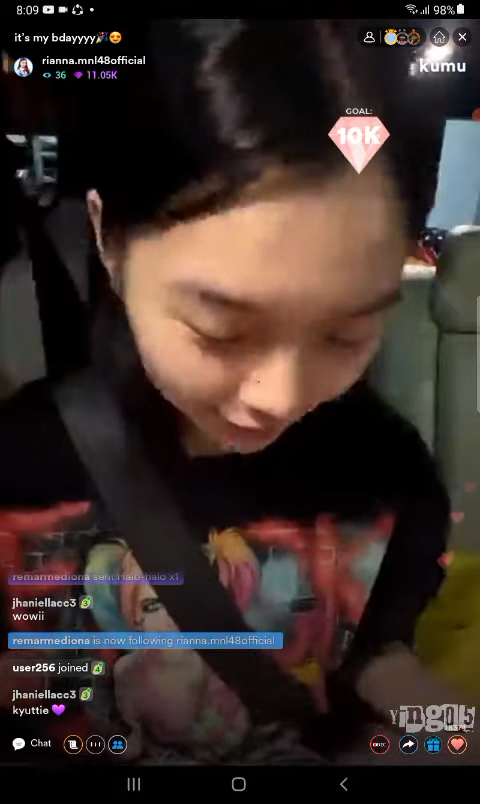 8:09
98%
it's my bdayyyy🎉😍
rianna.mnl48official
36 11.05K
kumu
GOAL:
10K
remarmediona sent Halo-halo x1
jhaniellacc3
wowii
remarmediona is now following rianna.mnl48official
user256 joined
jhaniellacc3
kyuttie 💜
Chat